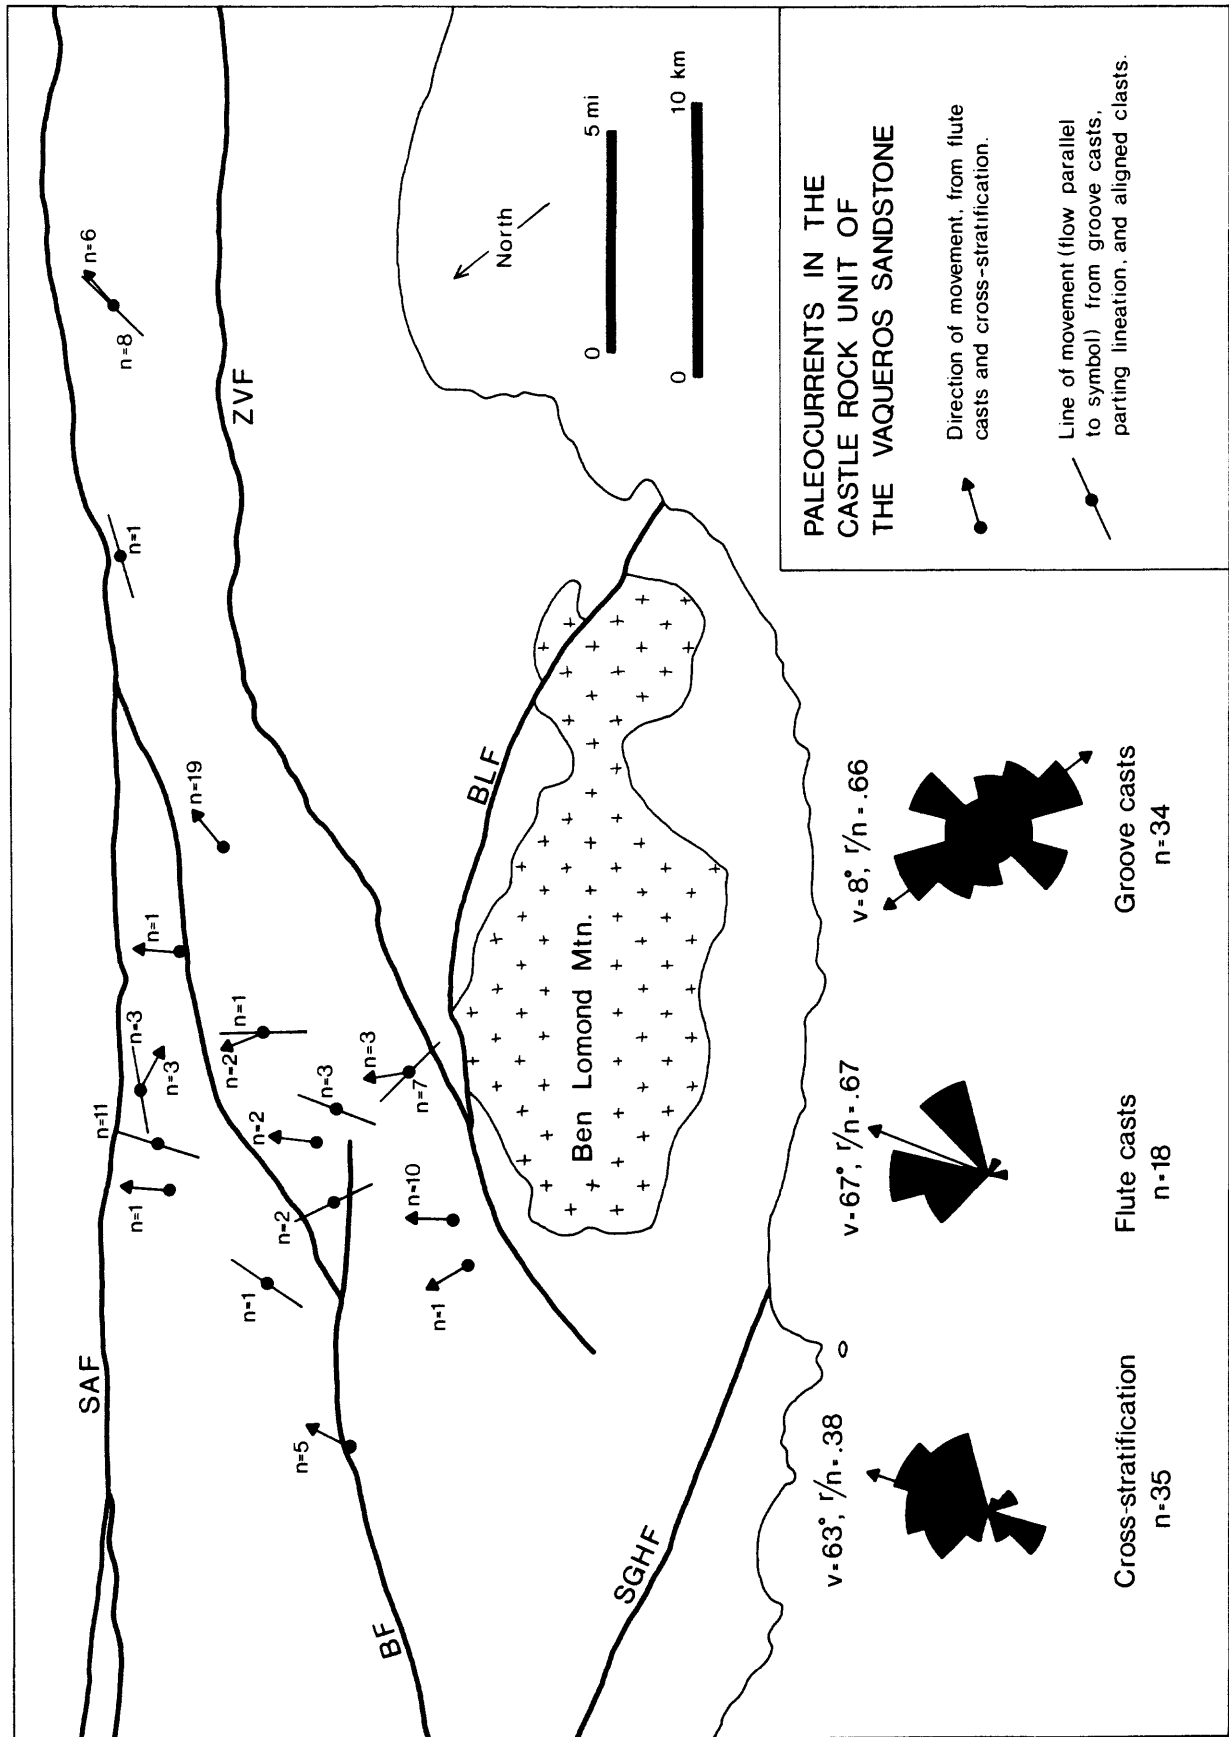 SAF
ZVF
BLF
BF
SGHF
Ben Lomond Mtn.
North
n=6
n=8
n=1
n=19
n=1
n=3
n=3
n=11
n=1
n=1
n=2
n=3
n=2
n=3
n=7
n=2
n=1
n=10
n=1
n=5
0 5 mi
0 10 km
PALEOCURRENTS IN THE
CASTLE ROCK UNIT OF
THE VAQUEROS SANDSTONE
Direction of movement, from flute
casts and cross-stratification.
Line of movement (flow parallel
to symbol) from groove casts,
parting lineation, and aligned clasts.
v=63°, r/n=.38
Cross-stratification
n=35
v=67°, r/n=.67
Flute casts
n=18
v=8°, r/n=.66
Groove casts
n=34